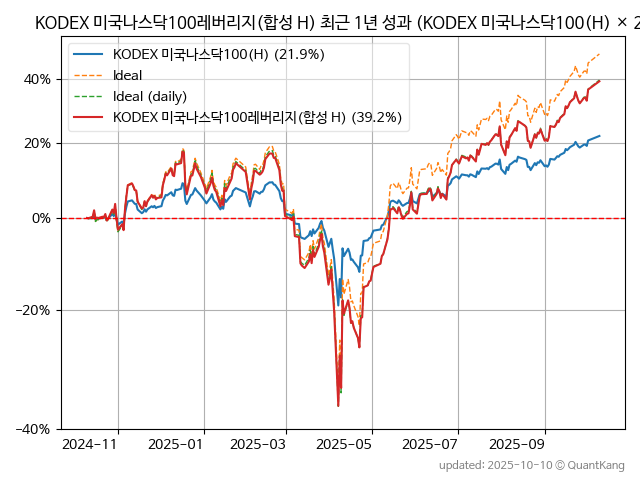 KODEX 미국나스닥100레버리지(합성 H) 최근 1년 성과 (KODEX 미국나스닥100(H) × 2
KODEX 미국나스닥100(H) (21.9%)
Ideal
Ideal (daily)
KODEX 미국나스닥100레버리지(합성 H) (39.2%)
40%
20%
0%
−20%
−40%
2024−11
2025−01
2025−03
2025−05
2025−07
2025−09
updated: 2025-10-10 © QuantKang